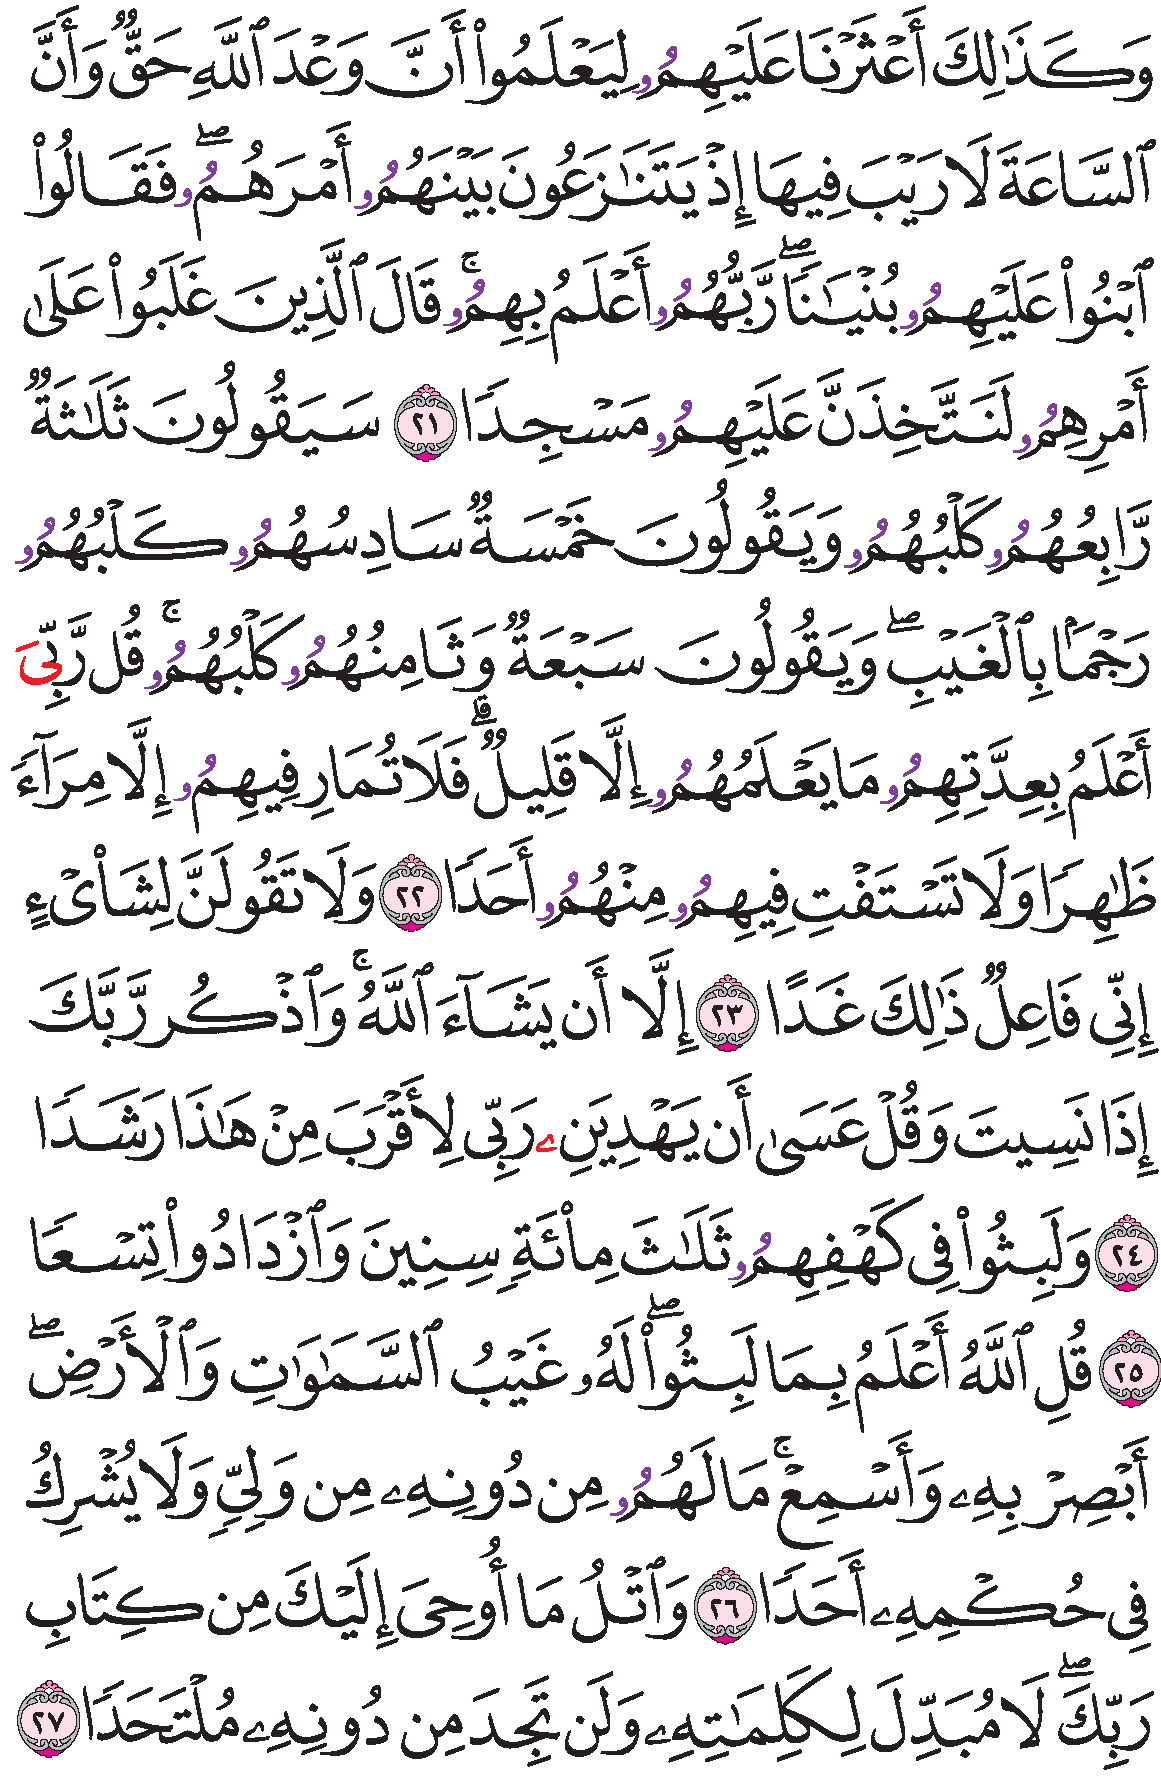 وَكَذَٰلِكَ أَعْثَرْنَا عَلَيْهِمُۥ لِيَعْلَمُوا۟ أَنَّ وَعْدَ ٱللَّهِ حَقٌّ وَأَنَّ
ٱلسَّاعَةَ لَا رَيْبَ فِيهَا إِذْ يَتَنَٰزَعُونَ بَيْنَهُمُۥ أَمْرَهُمُۥۖ فَقَالُوا۟
ٱبْنُوا۟ عَلَيْهِمُۥ بُنْيَٰنًاۖ رَّبُّهُمُۥ أَعْلَمُ بِهِمُۥۚ قَالَ ٱلَّذِينَ غَلَبُوا۟ عَلَىٰ
أَمْرِهِمُۥ لَنَتَّخِذَنَّ عَلَيْهِمُۥ مَسْجِدًا ٢١ سَيَقُولُونَ ثَلَٰثَةٌ
رَّابِعُهُمُۥ كَلْبُهُمُۥ وَيَقُولُونَ خَمْسَةٌ سَادِسُهُمُۥ كَلْبُهُمُۥ
رَجْمًۢا بِٱلْغَيْبِۖ وَيَقُولُونَ سَبْعَةٌ وَثَامِنُهُمُۥ كَلْبُهُمُۥۚ قُل رَّبِّىَ
أَعْلَمُ بِعِدَّتِهِمُۥ مَا يَعْلَمُهُمُۥ إِلَّا قَلِيلٌۗ فَلَا تُمَارِ فِيهِمُۥ إِلَّا مِرَآءً
ظَٰهِرًا وَلَا تَسْتَفْتِ فِيهِمُۥ مِنْهُمُۥ أَحَدًا ٢٢ وَلَا تَقُولَنَّ لِشَا۟ىْءٍ
إِنِّى فَاعِلٌ ذَٰلِكَ غَدًا ٢٣ إِلَّا أَن يَشَآءَ ٱللَّهُۚ وَٱذْكُر رَّبَّكَ
إِذَا نَسِيتَ وَقُلْ عَسَىٰ أَن يَهْدِيَنِۦ رَبِّى لِأَقْرَبَ مِنْ هَٰذَا رَشَدًا
٢٤ وَلَبِثُوا۟ فِى كَهْفِهِمُۥ ثَلَٰثَ مِا۟ئَةٍ سِنِينَ وَٱزْدَادُوا۟ تِسْعًا
٢٥ قُلِ ٱللَّهُ أَعْلَمُ بِمَا لَبِثُوا۟ۖ لَهُۥ غَيْبُ ٱلسَّمَٰوَٰتِ وَٱلْأَرْضِۖ
أَبْصِرْ بِهِۦ وَأَسْمِعْۚ مَا لَهُمُۥ مِن دُونِهِۦ مِن وَلِىٍّ وَلَا يُشْرِكُ
فِى حُكْمِهِۦ أَحَدًا ٢٦ وَٱتْلُ مَا أُوحِىَ إِلَيْكَ مِن كِتَابِ
رَبِّكَۖ لَا مُبَدِّلَ لِكَلِمَٰتِهِۦ وَلَن تَجِدَ مِن دُونِهِۦ مُلْتَحَدًا ٢٧